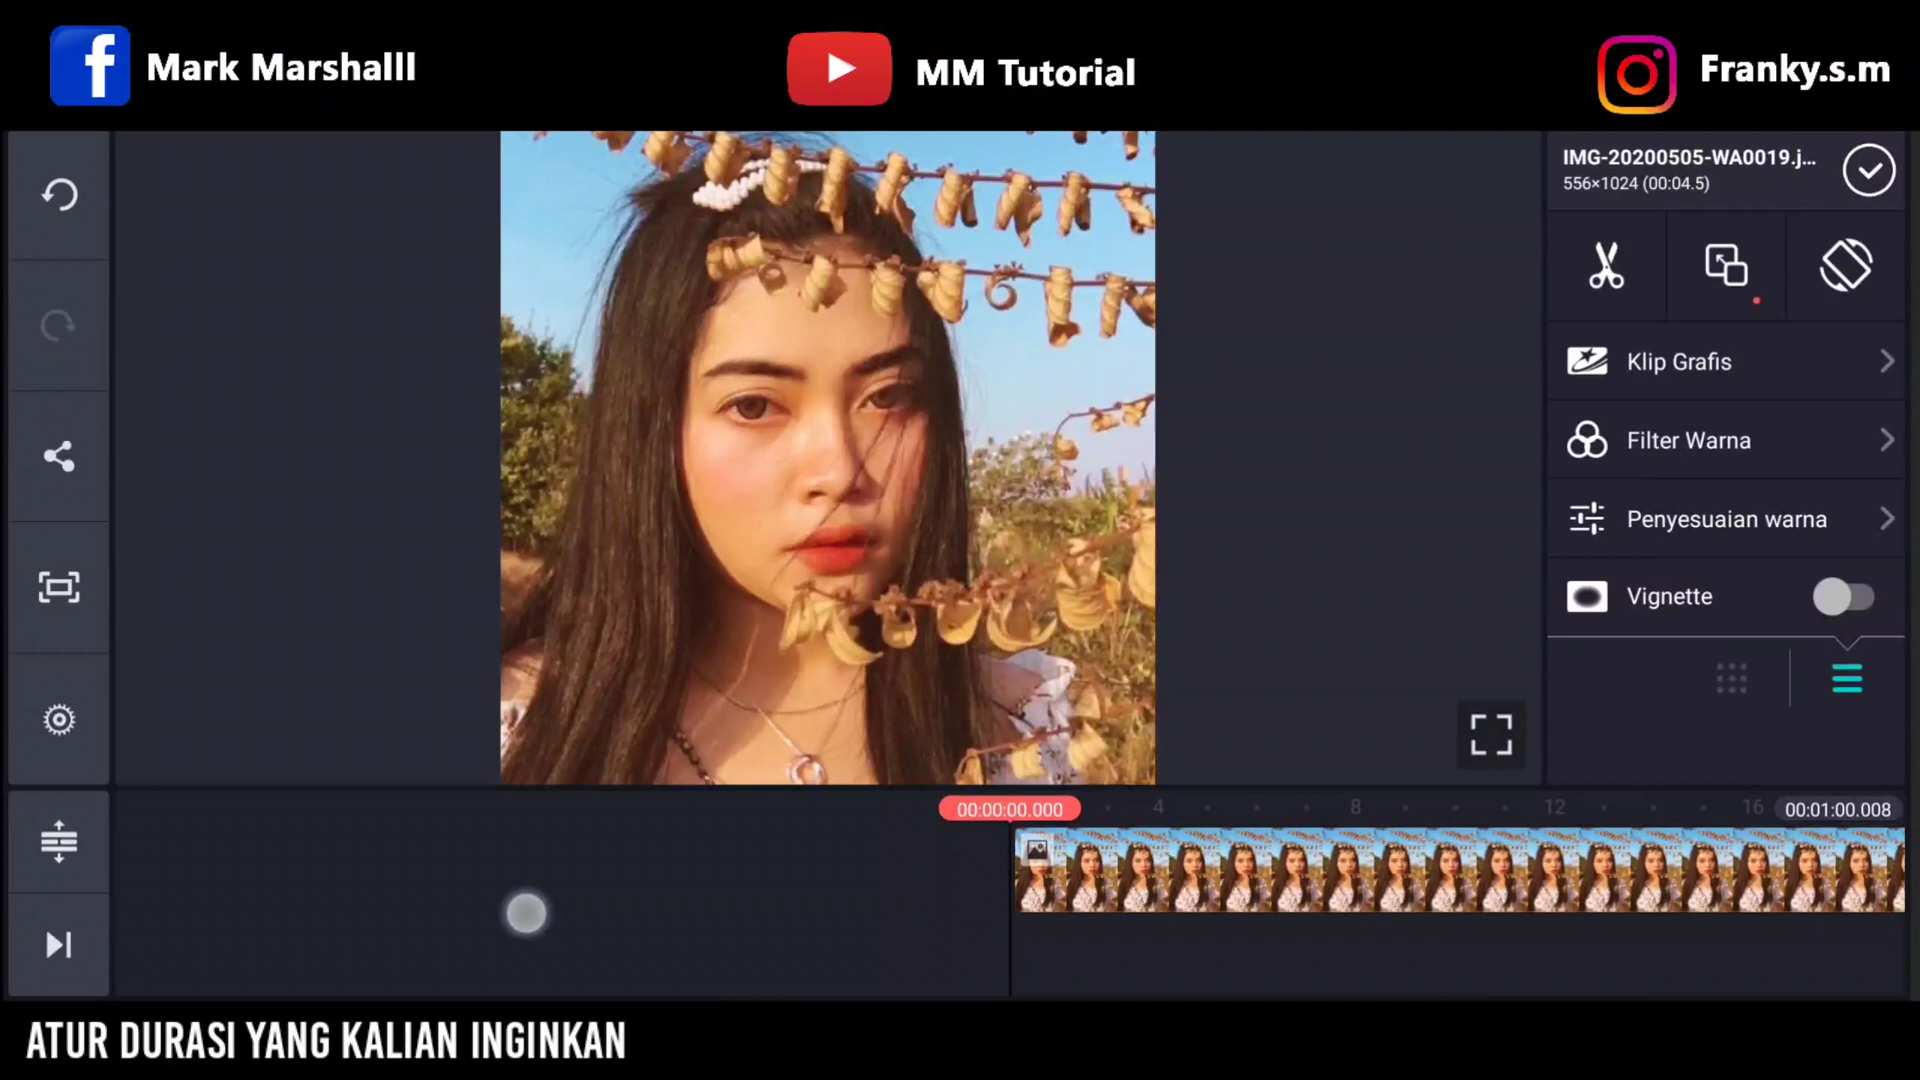 Mark Marshalll
MM Tutorial
Franky.s.m
IMG-20200505-WA0019.j...
556×1024 (00:04.5)
Klip Grafis
Filter Warna
Penyesuaian warna
Vignette
00:00:00.000
4
8
12
16
00:01:00.008
ATUR DURASI YANG KALIAN INGINKAN